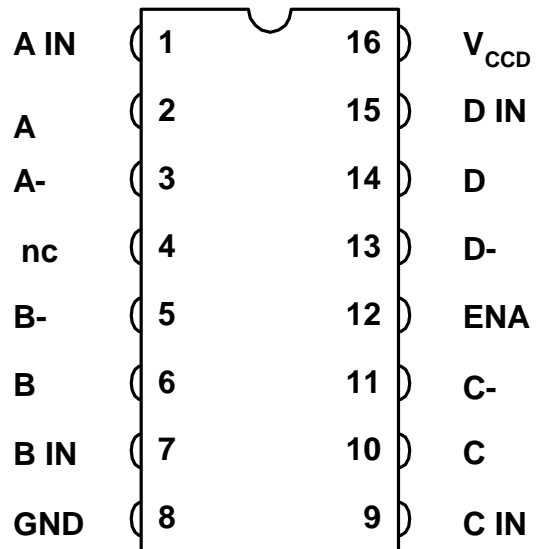 A IN 1 16 V_CCD
A 2 15 D IN
A- 3 14 D
nc 4 13 D-
B- 5 12 ENA
B 6 11 C-
B IN 7 10 C
GND 8 9 C IN